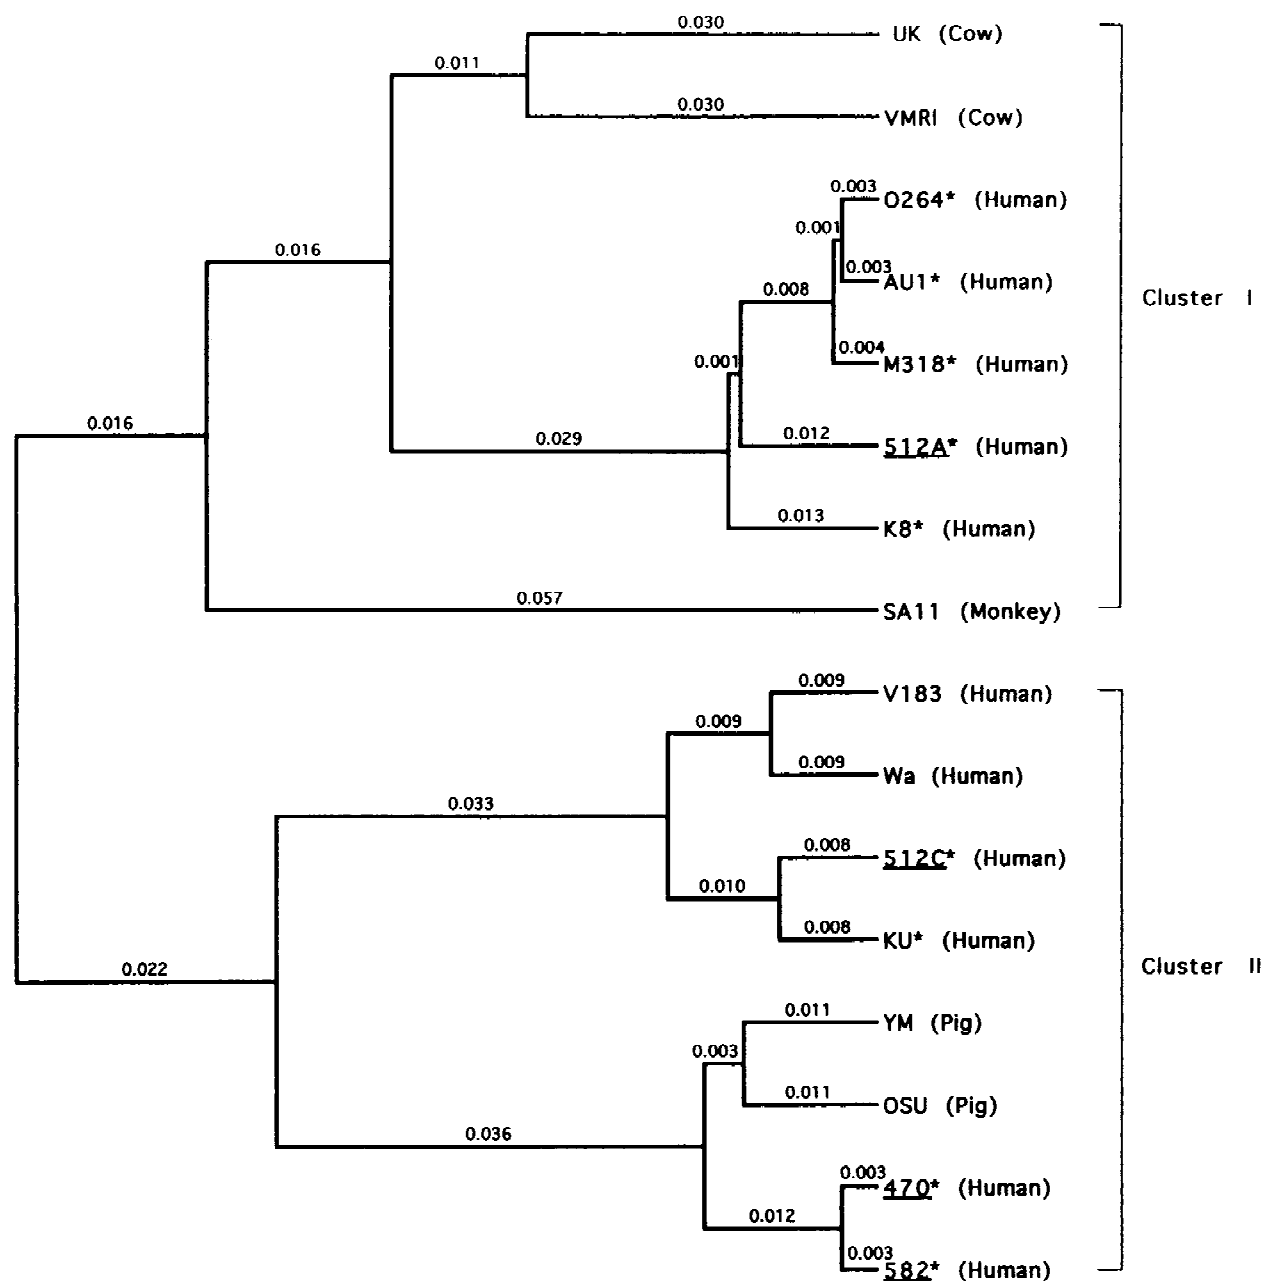 0.030
UK (Cow)
0.011
0.030
VMRI (Cow)
0.003
O264* (Human)
0.001
0.016
0.003
AU1* (Human)
0.008
Cluster I
0.004
M318* (Human)
0.001
0.016
0.029
0.012
512A* (Human)
0.013
K8* (Human)
0.057
SA11 (Monkey)
0.009
V183 (Human)
0.009
0.009
Wa (Human)
0.033
0.008
512C* (Human)
0.010
0.008
KU* (Human)
Cluster II
0.022
0.011
YM (Pig)
0.003
0.011
OSU (Pig)
0.036
0.003
470* (Human)
0.012
0.003
582* (Human)